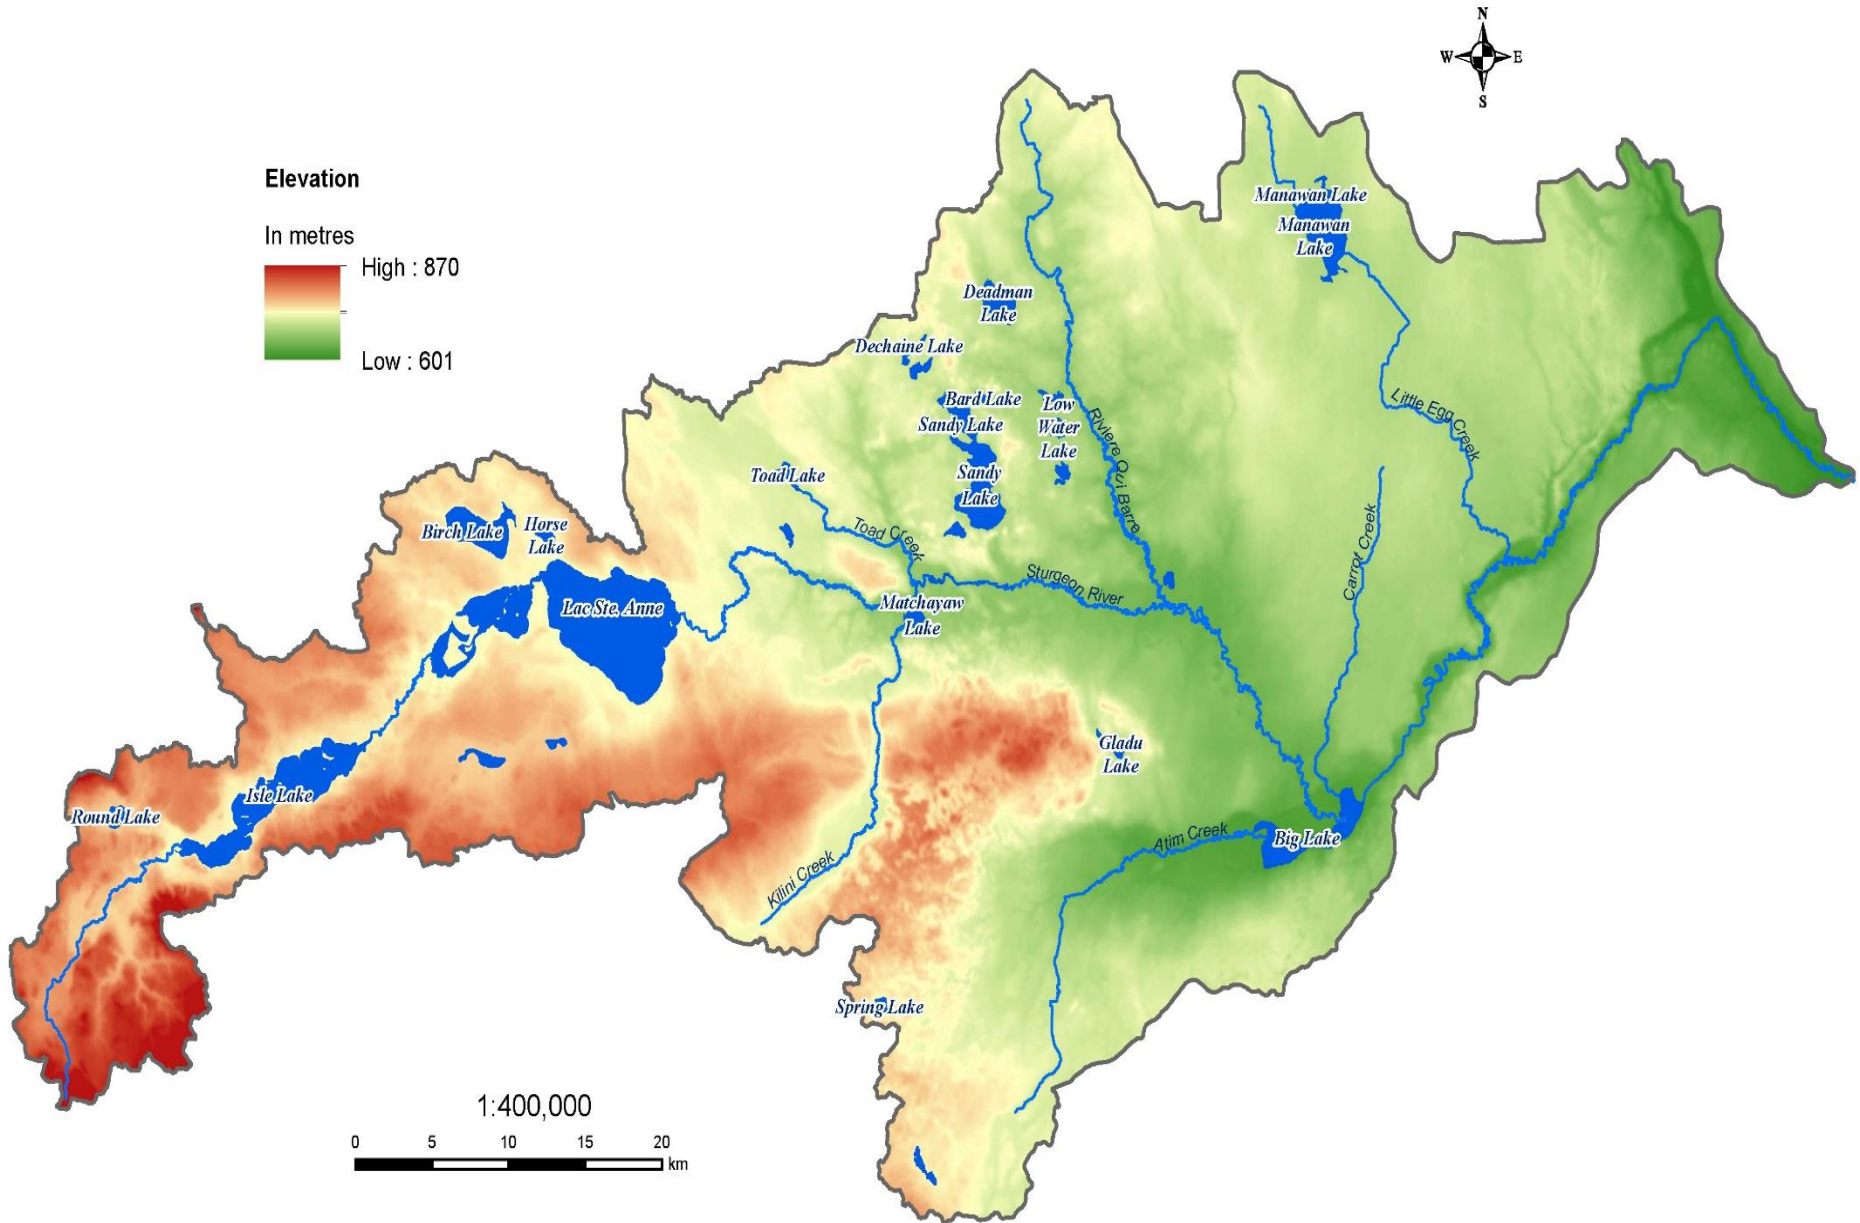 N
W
E
S
Elevation
In metres
High : 870
Low : 601
Manawan Lake
Manawan
Lake
Deadman
Lake
Dechaine Lake
Bard Lake
Sandy Lake
Low
Water
Lake
Sandy
Lake
Riviere Qui Barre
Little Egg Creek
Toad Lake
Toad Creek
Birch Lake
Horse
Lake
Carrot Creek
Sturgeon River
Lac Ste. Anne
Matchayaw
Lake
Gladu
Lake
Isle Lake
Round Lake
Atim Creek
Big Lake
Kilini Creek
Spring Lake
1:400,000
0 5 10 15 20
km